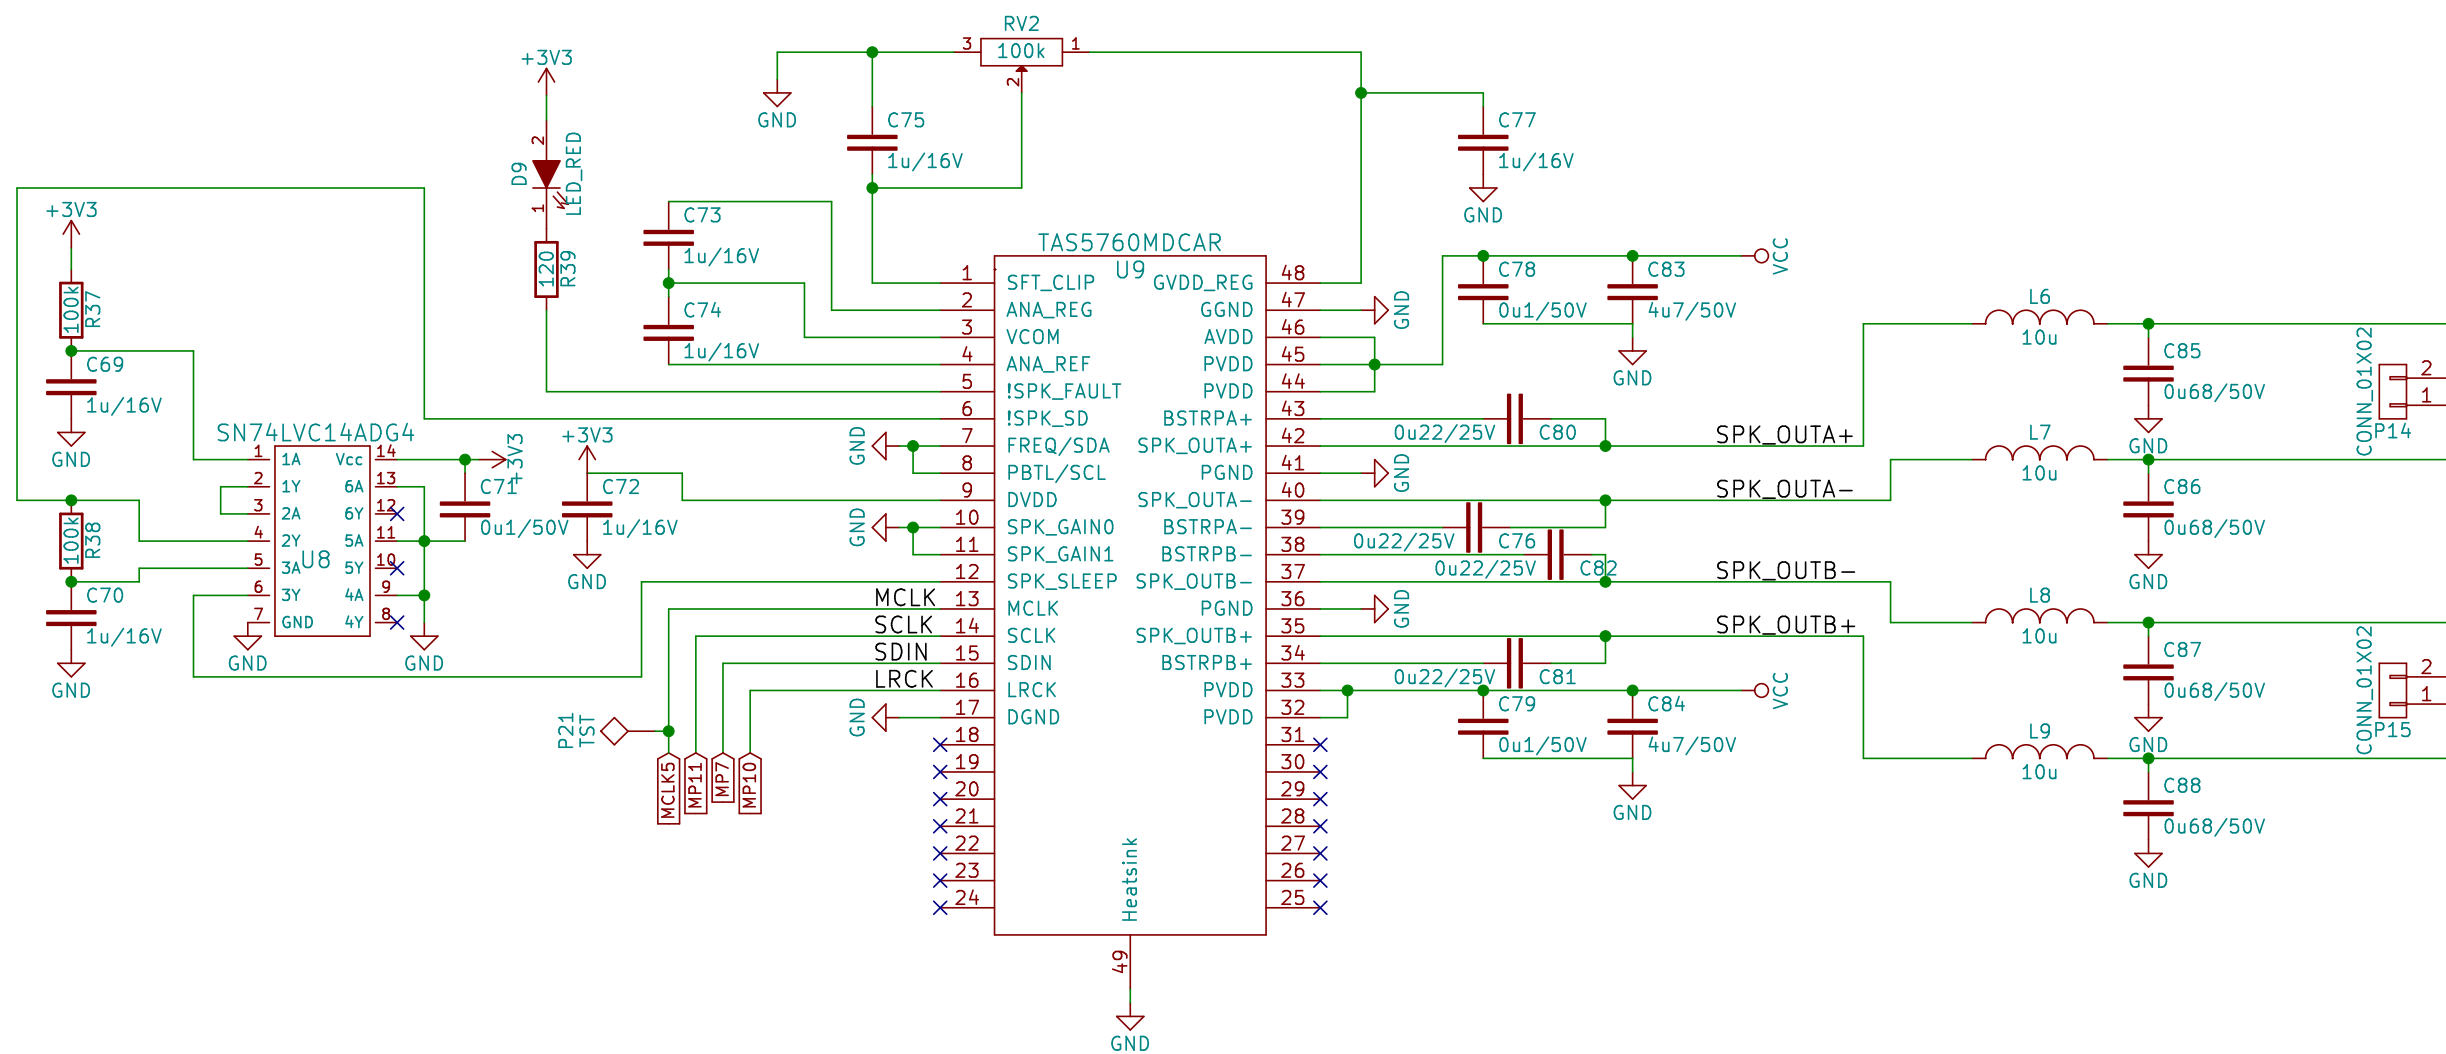 RV2
3
100k
1
2
+3V3
2
D9
LED_RED
1
120
R39
GND
C75
1u/16V
C77
1u/16V
GND
+3V3
100k
R37
C69
1u/16V
GND
C73
1u/16V
C74
1u/16V
SN74LVC14ADG4
U8
1 1A
2 1Y
3 2A
4 2Y
5 3A
6 3Y
7 GND
Vcc 14
6A 13
6Y 12
5A 11
5Y 10
4A 9
4Y 8
GND
GND
+3V3
C71
0u1/50V
+3V3
C72
1u/16V
GND
100k
R38
C70
1u/16V
GND
TAS5760MDCAR
U9
1 SFT_CLIP
2 ANA_REG
3 VCOM
4 ANA_REF
5 !SPK_FAULT
6 !SPK_SD
GND
7 FREQ/SDA
8 PBTL/SCL
9 DVDD
GND
10 SPK_GAIN0
11 SPK_GAIN1
12 SPK_SLEEP
MCLK 13 MCLK
SCLK 14 SCLK
SDIN 15 SDIN
LRCK 16 LRCK
GND
17 DGND
18
19
20
21
22
23
24
P21
TST
MCLK5
MP11
MP7
MP10
GVDD_REG 48
GGND 47
AVDD 46
PVDD 45
PVDD 44
BSTRPA+ 43
SPK_OUTA+ 42
PGND 41
SPK_OUTA- 40
BSTRPA- 39
BSTRPB- 38
SPK_OUTB- 37
PGND 36
SPK_OUTB+ 35
BSTRPB+ 34
PVDD 33
PVDD 32
31
30
29
28
27
26
25
Heatsink
49
GND
GND
GND
GND
C78
0u1/50V
C83
4u7/50V
VCC
GND
0u22/25V C80
0u22/25V C76
0u22/25V C82
0u22/25V C81
SPK_OUTA+
SPK_OUTA-
SPK_OUTB-
SPK_OUTB+
C79
0u1/50V
C84
4u7/50V
VCC
GND
L6
10u
C85
0u68/50V
GND
L7
10u
C86
0u68/50V
GND
L8
10u
C87
0u68/50V
GND
L9
10u
C88
0u68/50V
GND
CONN_01X02
2
1
P14
CONN_01X02
2
1
P15